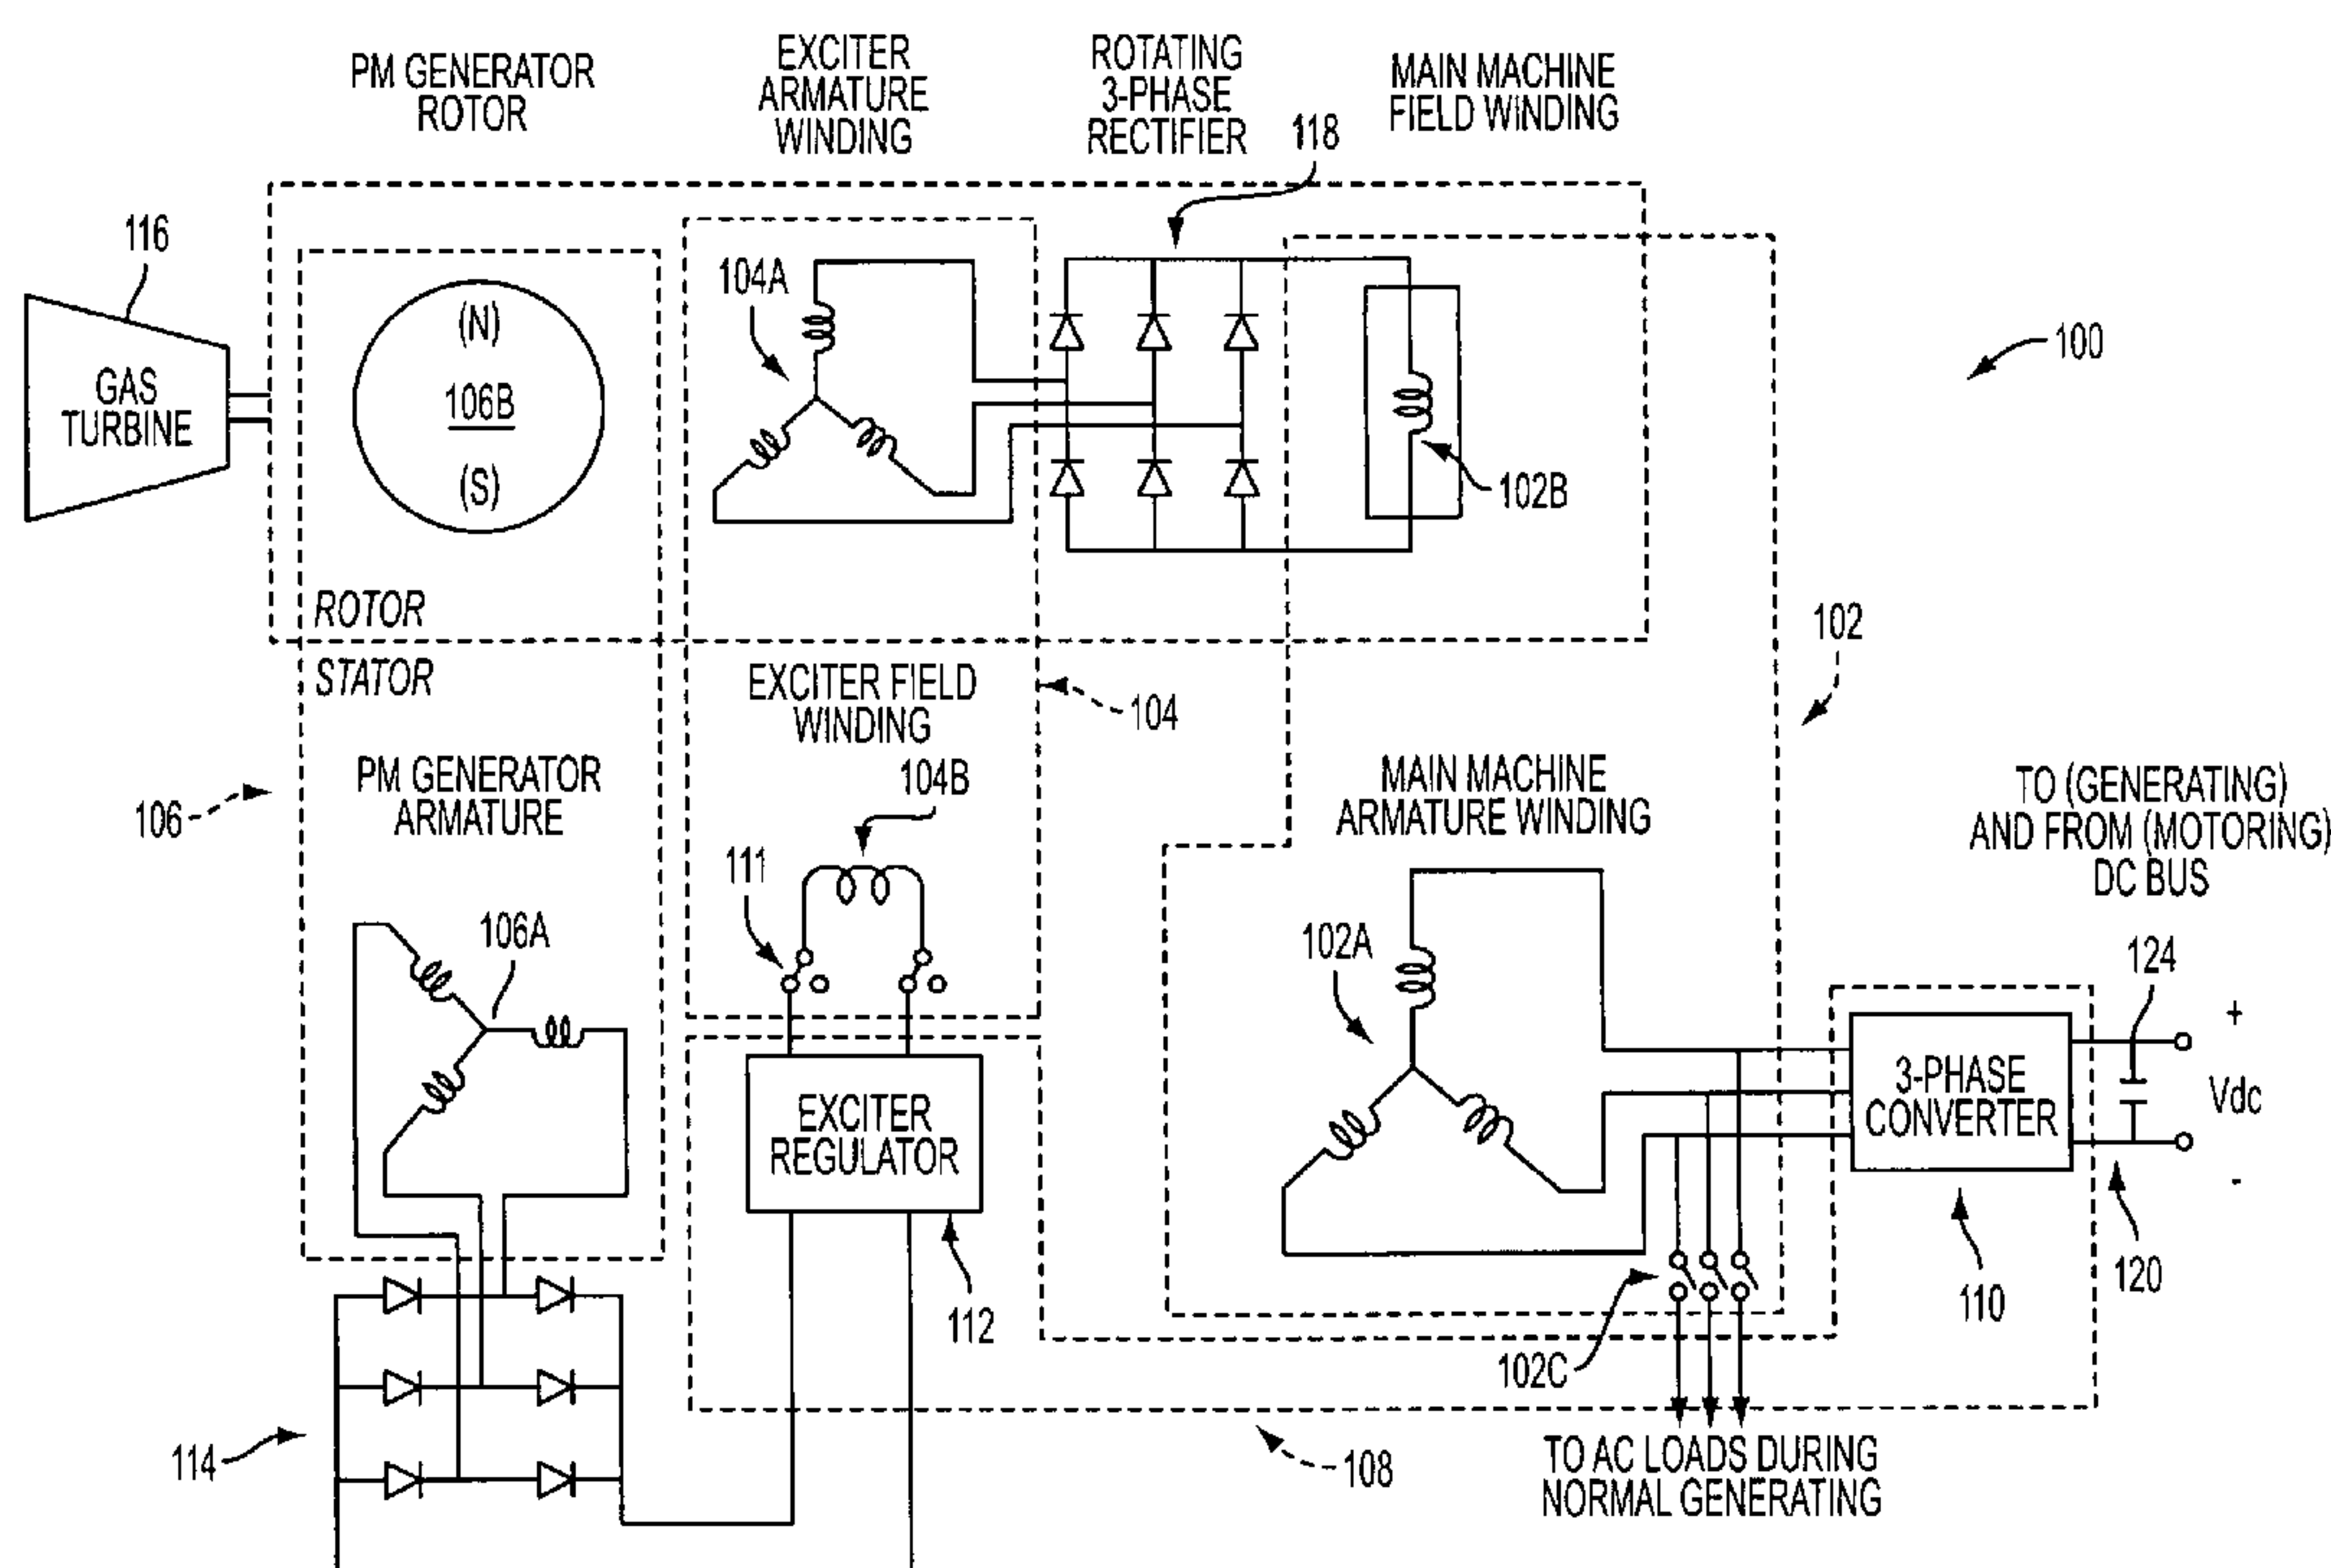 PM GENERATOR
ROTOR
EXCITER
ARMATURE
WINDING
ROTATING
3-PHASE
RECTIFIER
118
MAIN MACHINE
FIELD WINDING
116
GAS
TURBINE
(N)
106B
(S)
104A
102B
100
ROTOR
STATOR
EXCITER FIELD
WINDING
104B
104
102
106
PM GENERATOR
ARMATURE
106A
111
MAIN MACHINE
ARMATURE WINDING
102A
TO (GENERATING)
AND FROM (MOTORING)
DC BUS
124
+
Vdc
-
EXCITER
REGULATOR
112
3-PHASE
CONVERTER
110
120
102C
114
108
TO AC LOADS DURING
NORMAL GENERATING